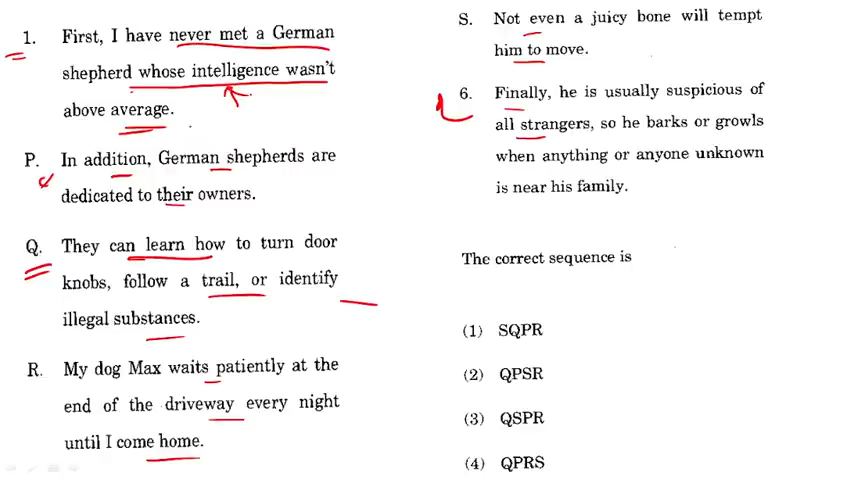 1. First, I have never met a German
shepherd whose intelligence wasn't
above average.
P. In addition, German shepherds are
dedicated to their owners.
Q. They can learn how to turn door
knobs, follow a trail, or identify
illegal substances.
R. My dog Max waits patiently at the
end of the driveway every night
until I come home.
S. Not even a juicy bone will tempt
him to move.
6. Finally, he is usually suspicious of
all strangers, so he barks or growls
when anything or anyone unknown
is near his family.
The correct sequence is
(1) SQPR
(2) QPSR
(3) QSPR
(4) QPRS